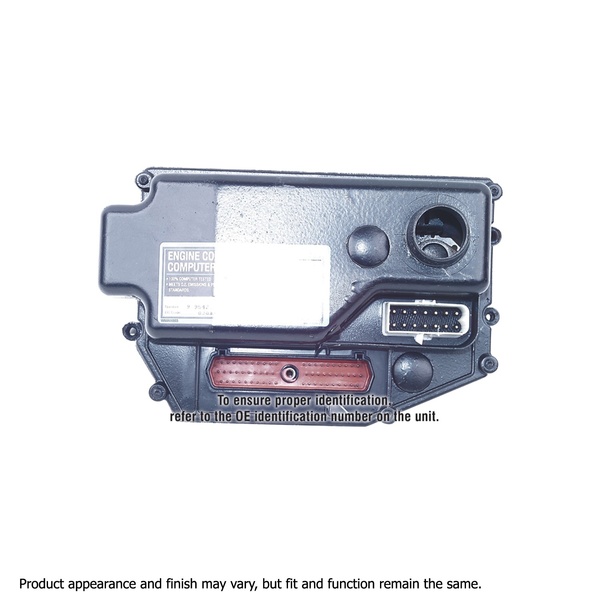 ENGINE CO
COMPUTER
100% COMPUTER TESTED
MEETS U.S. EMISSIONS &
STANDARDS
To ensure proper identification,
refer to the OE identification number on the unit.
Product appearance and finish may vary, but fit and function remain the same.